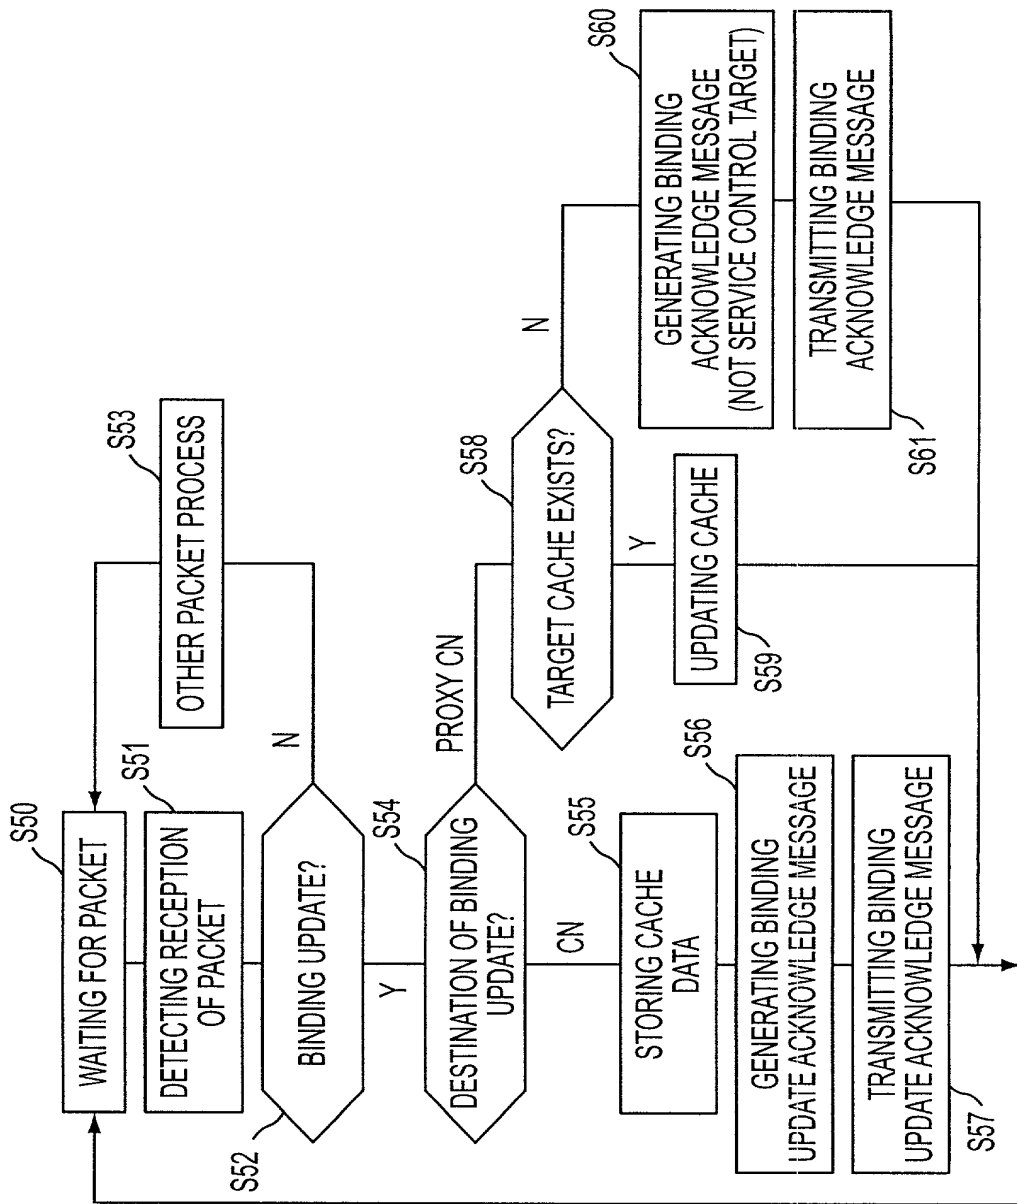 S50
WAITING FOR PACKET
S51
DETECTING RECEPTION
OF PACKET
S52
BINDING UPDATE?
N
S53
OTHER PACKET PROCESS
Y
S54
DESTINATION OF BINDING
UPDATE?
PROXY CN
CN
S55
STORING CACHE
DATA
S56
GENERATING BINDING
UPDATE ACKNOWLEDGE MESSAGE
TRANSMITTING BINDING
UPDATE ACKNOWLEDGE MESSAGE
S57
S58
TARGET CACHE EXISTS?
Y
UPDATING CACHE
S59
N
S60
GENERATING BINDING
ACKNOWLEDGE MESSAGE
(NOT SERVICE CONTROL TARGET)
TRANSMITTING BINDING
ACKNOWLEDGE MESSAGE
S61